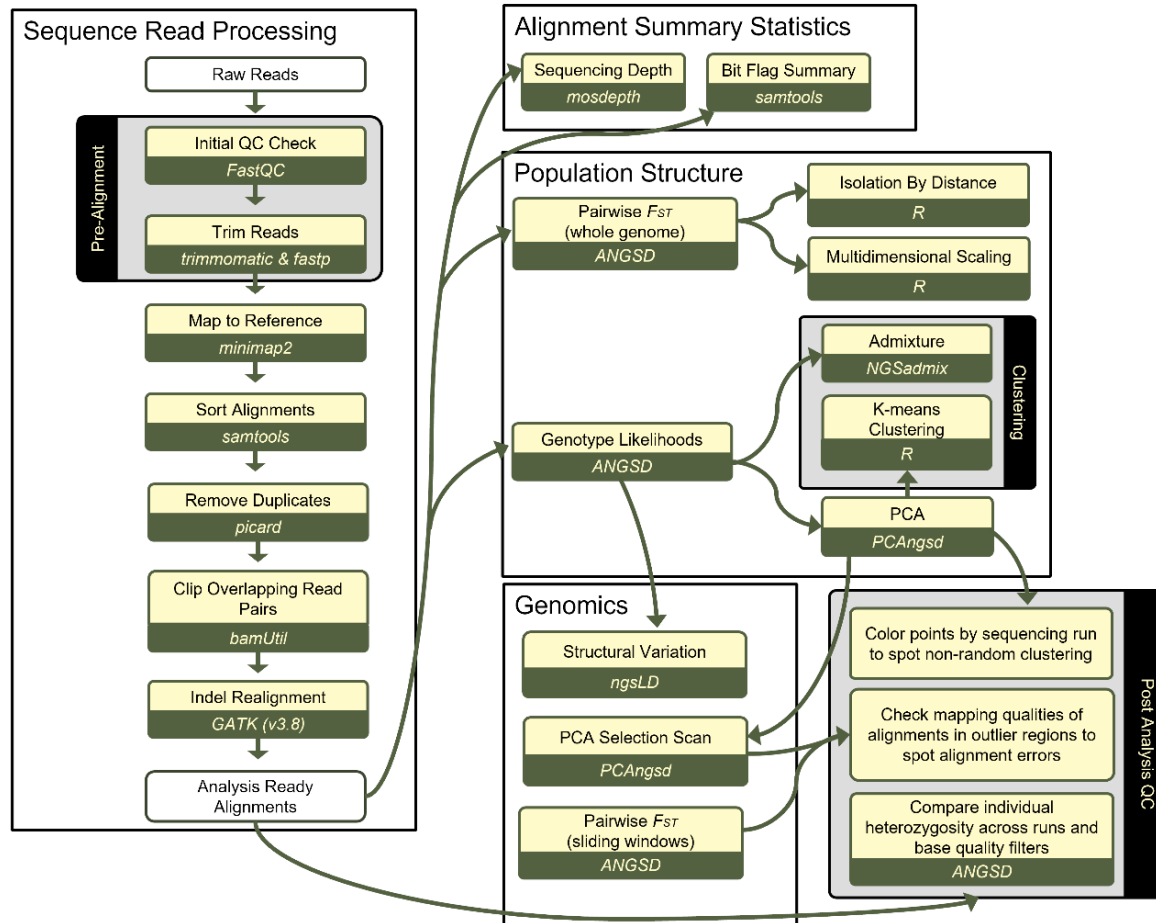 Sequence Read Processing
Raw Reads
Pre-Alignment
Initial QC Check
FastQC
Trim Reads
trimmomatic & fastp
Map to Reference
minimap2
Sort Alignments
samtools
Remove Duplicates
picard
Clip Overlapping Read
Pairs
bamUtil
Indel Realignment
GATK (v3.8)
Analysis Ready
Alignments
Alignment Summary Statistics
Sequencing Depth
mosdepth
Bit Flag Summary
samtools
Population Structure
Pairwise FST
(whole genome)
ANGSD
Isolation By Distance
R
Multidimensional Scaling
R
Genotype Likelihoods
ANGSD
Clustering
Admixture
NGSadmix
K-means
Clustering
R
PCA
PCAngsd
Genomics
Structural Variation
ngsLD
PCA Selection Scan
PCAngsd
Pairwise FST
(sliding windows)
ANGSD
Post Analysis QC
Color points by sequencing run
to spot non-random clustering
Check mapping qualities of
alignments in outlier regions to
spot alignment errors
Compare individual
heterozygosity across runs and
base quality filters
ANGSD